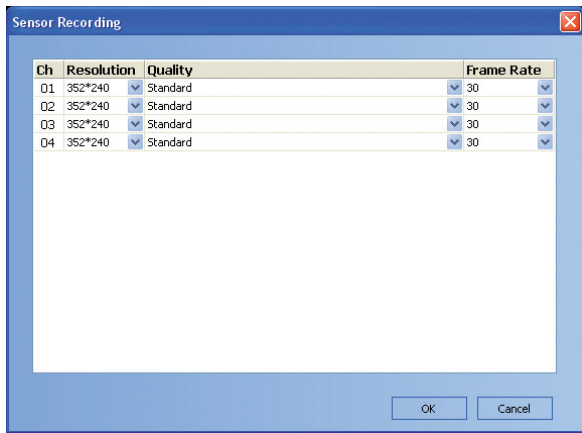 Sensor Recording
Ch Resolution Quality Frame Rate
01 352*240 Standard 30
02 352*240 Standard 30
03 352*240 Standard 30
04 352*240 Standard 30
OK Cancel